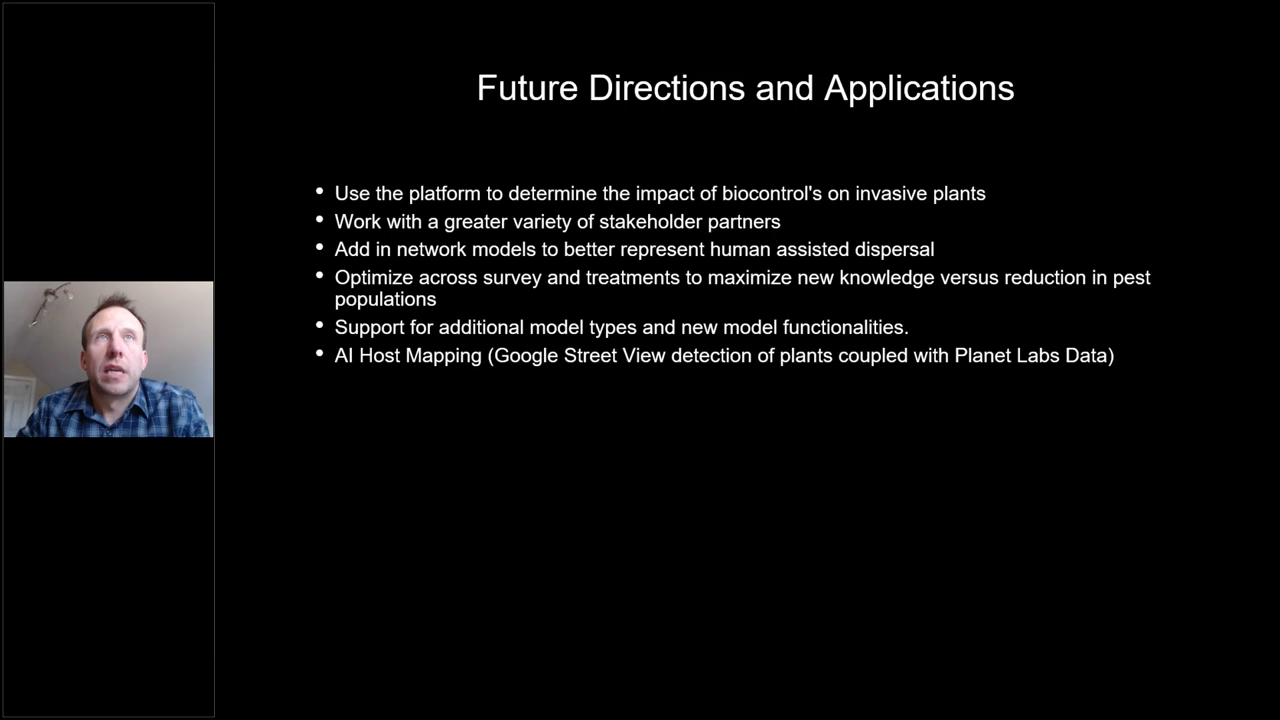 Future Directions and Applications
• Use the platform to determine the impact of biocontrol's on invasive plants
• Work with a greater variety of stakeholder partners
• Add in network models to better represent human assisted dispersal
• Optimize across survey and treatments to maximize new knowledge versus reduction in pest
populations
• Support for additional model types and new model functionalities.
• AI Host Mapping (Google Street View detection of plants coupled with Planet Labs Data)